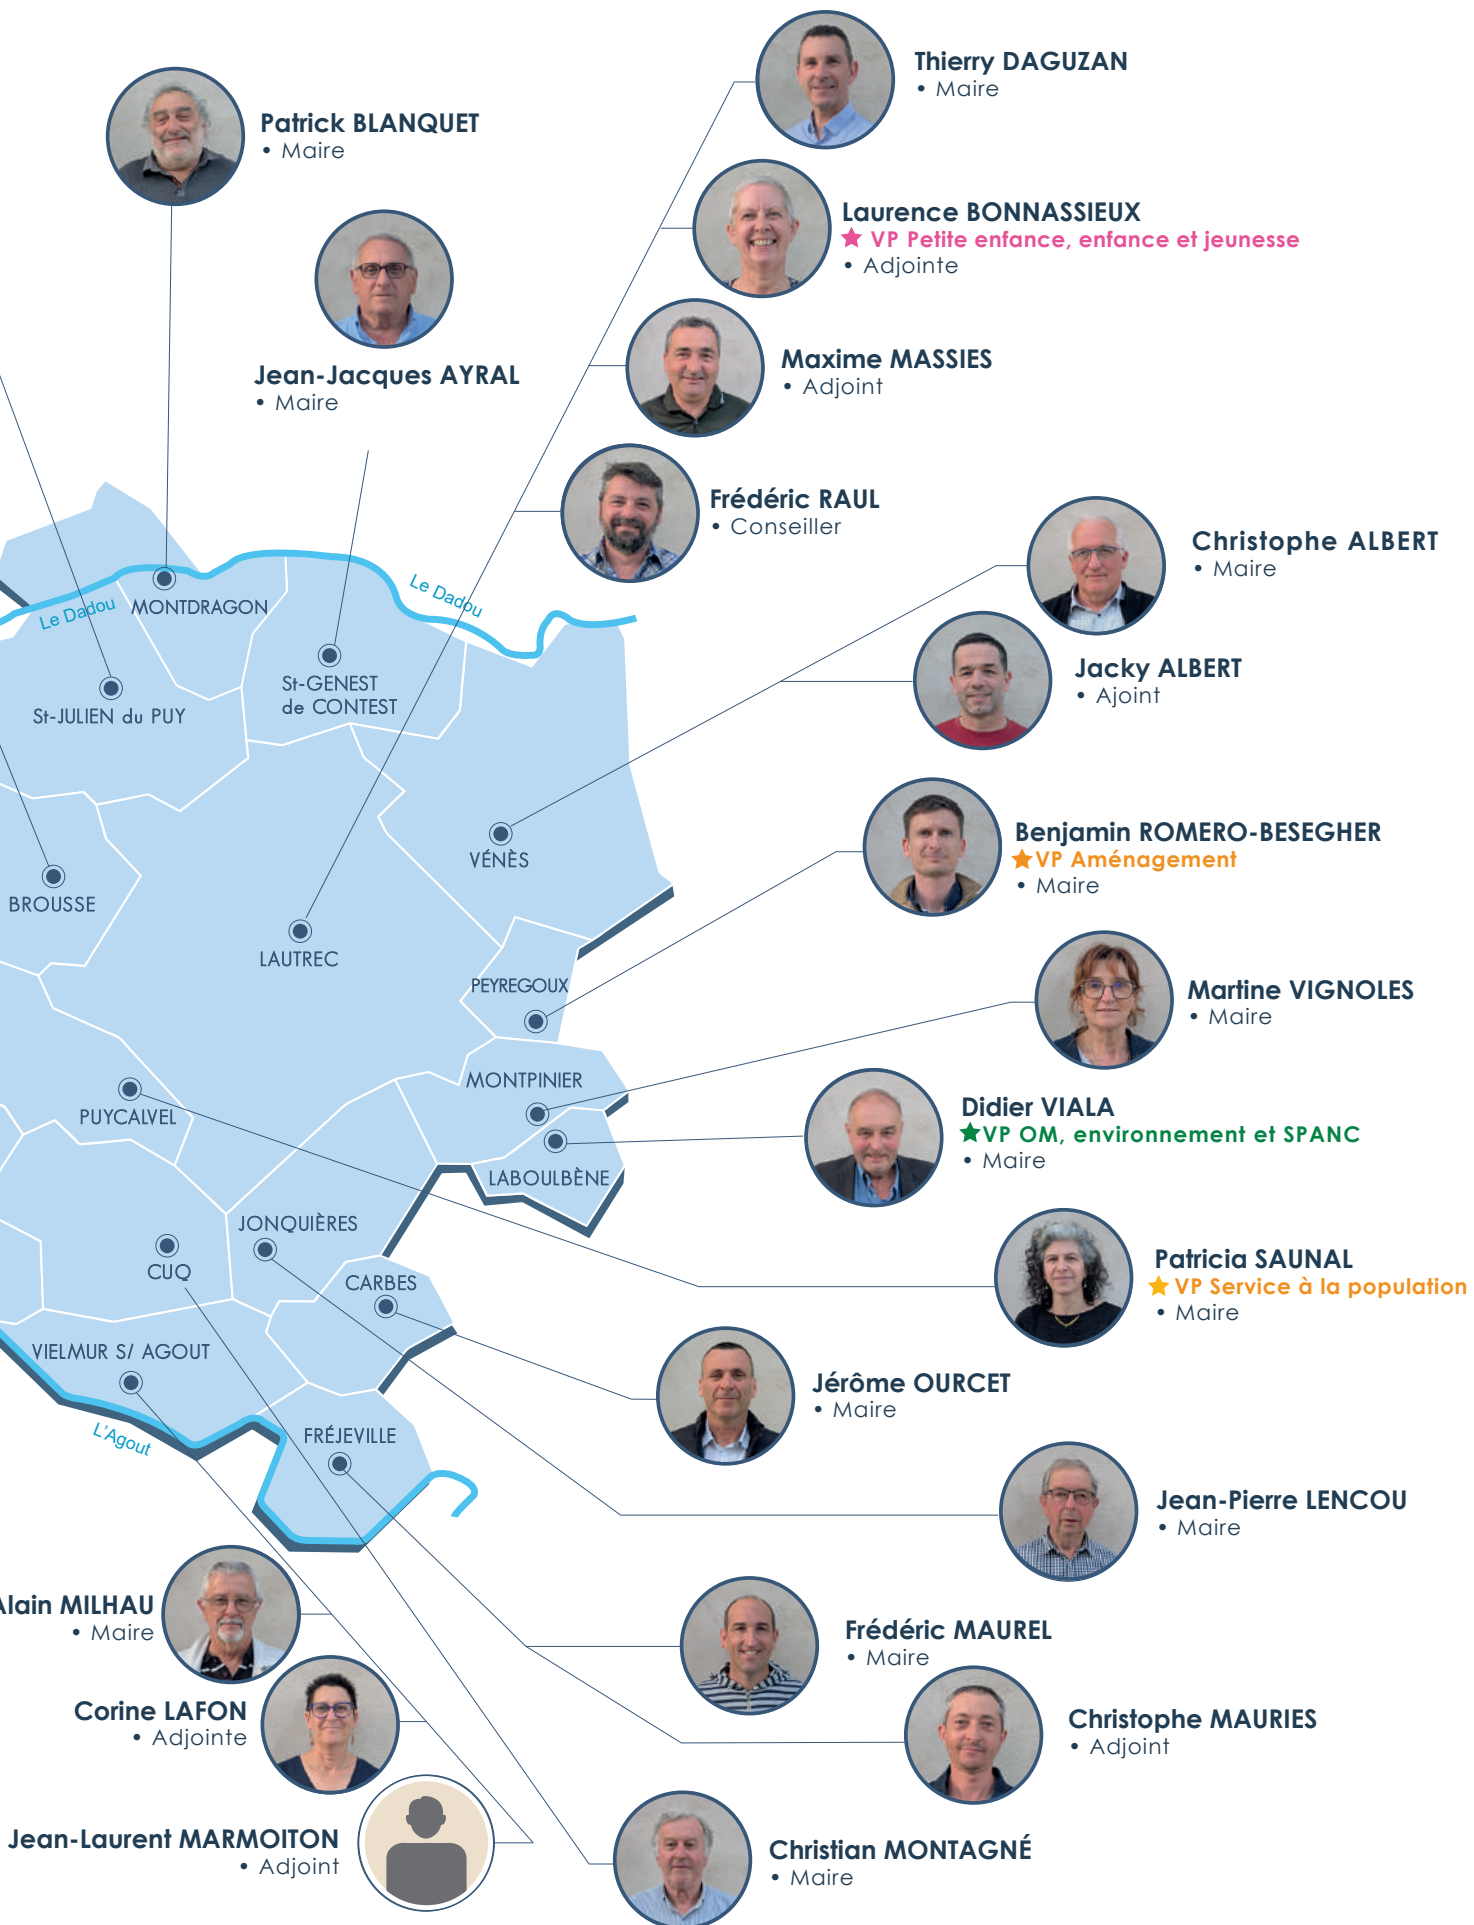 Thierry DAGUZAN
• Maire
Patrick BLANQUET
• Maire
Laurence BONNASSIEUX
★ VP Petite enfance, enfance et jeunesse
• Adjointe
Jean-Jacques AYRAL
• Maire
Maxime MASSIES
• Adjoint
Frédéric RAUL
• Conseiller
Christophe ALBERT
• Maire
Jacky ALBERT
• Ajoint
Le Dadou
Le Dadou
MONTDRAGON
St-GENEST
de CONTEST
St-JULIEN du PUY
VÉNÈS
BROUSSE
LAUTREC
Benjamin ROMERO-BESEGHER
★VP Aménagement
• Maire
PEYREGOUX
Martine VIGNOLES
• Maire
MONTPINIER
PUYCALVEL
Didier VIALA
★VP OM, environnement et SPANC
• Maire
LABOULBÈNE
JONQUIÈRES
CUQ
CARBES
Patricia SAUNAL
★ VP Service à la population
• Maire
VIELMUR S/ AGOUT
Jérôme OURCET
• Maire
L'Agout
FRÉJEVILLE
Jean-Pierre LENCOU
• Maire
Alain MILHAU
• Maire
Frédéric MAUREL
• Maire
Corine LAFON
• Adjointe
Christophe MAURIES
• Adjoint
Jean-Laurent MARMOITON
• Adjoint
Christian MONTAGNÉ
• Maire